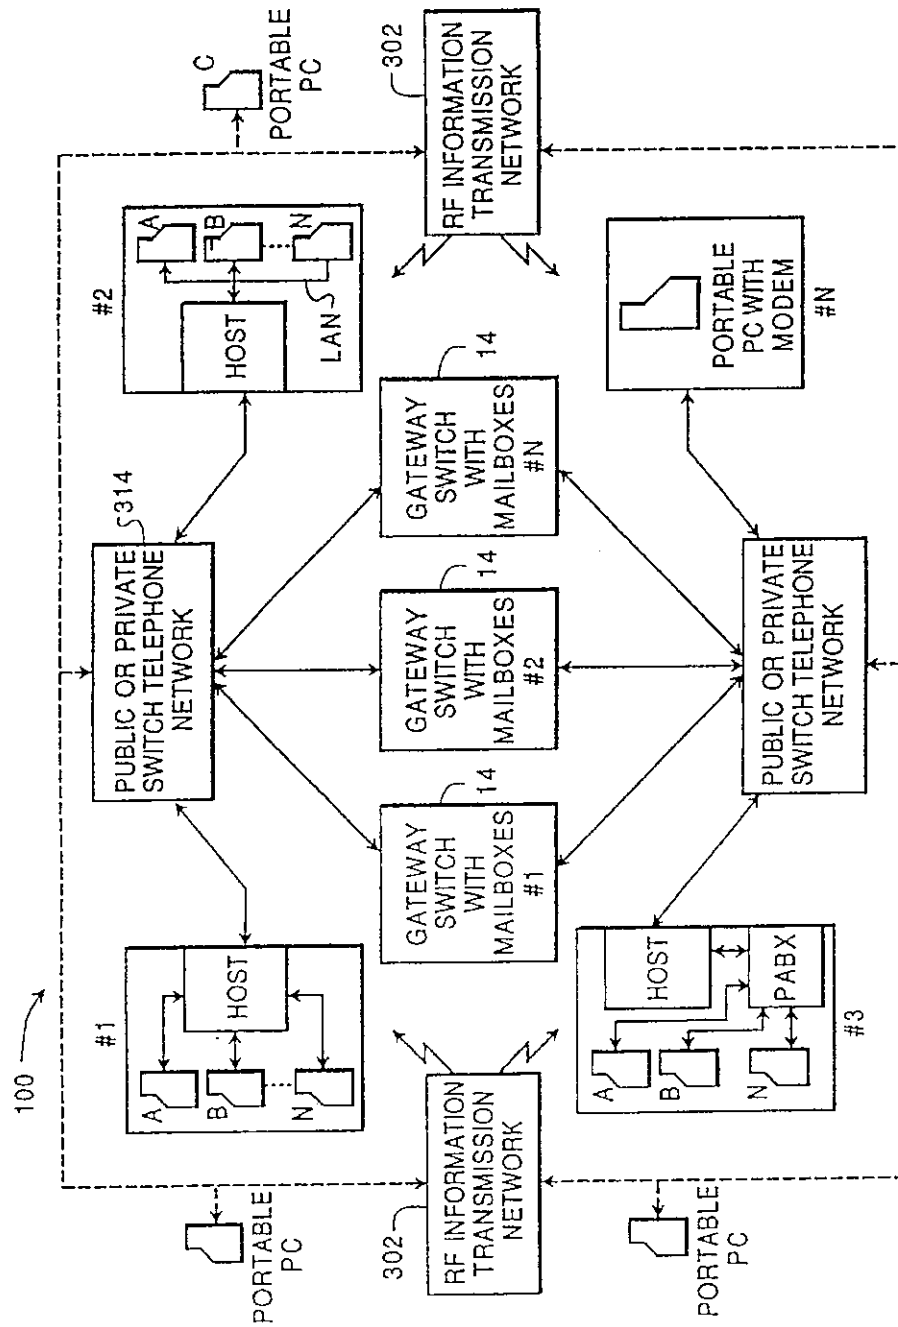 100
#1
A
B
N
HOST
PUBLIC OR PRIVATE
SWITCH TELEPHONE
NETWORK
314
#2
HOST
A
B
N
LAN
C
PORTABLE
PC
PORTABLE
PC
302
RF INFORMATION
TRANSMISSION
NETWORK
GATEWAY
SWITCH
WITH
MAILBOXES
#1
14
GATEWAY
SWITCH
WITH
MAILBOXES
#2
14
GATEWAY
SWITCH
WITH
MAILBOXES
#N
14
RF INFORMATION
TRANSMISSION
NETWORK
302
PORTABLE
PC
A
B
N
HOST
PABX
#3
PUBLIC OR PRIVATE
SWITCH TELEPHONE
NETWORK
PORTABLE
PC WITH
MODEM
#N